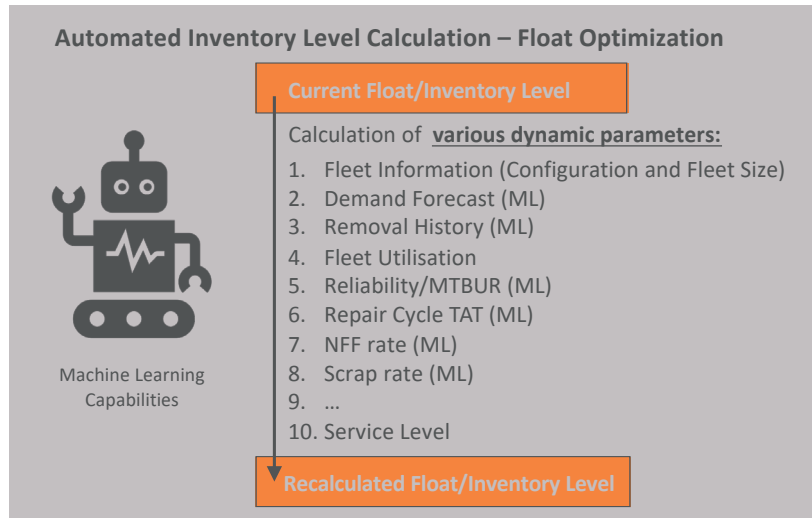 Automated Inventory Level Calculation – Float Optimization
Current Float/Inventory Level
Calculation of various dynamic parameters:
1. Fleet Information (Configuration and Fleet Size)
2. Demand Forecast (ML)
3. Removal History (ML)
4. Fleet Utilisation
5. Reliability/MTBUR (ML)
6. Repair Cycle TAT (ML)
7. NFF rate (ML)
8. Scrap rate (ML)
9. …
10. Service Level
Machine Learning
Capabilities
Recalculated Float/Inventory Level